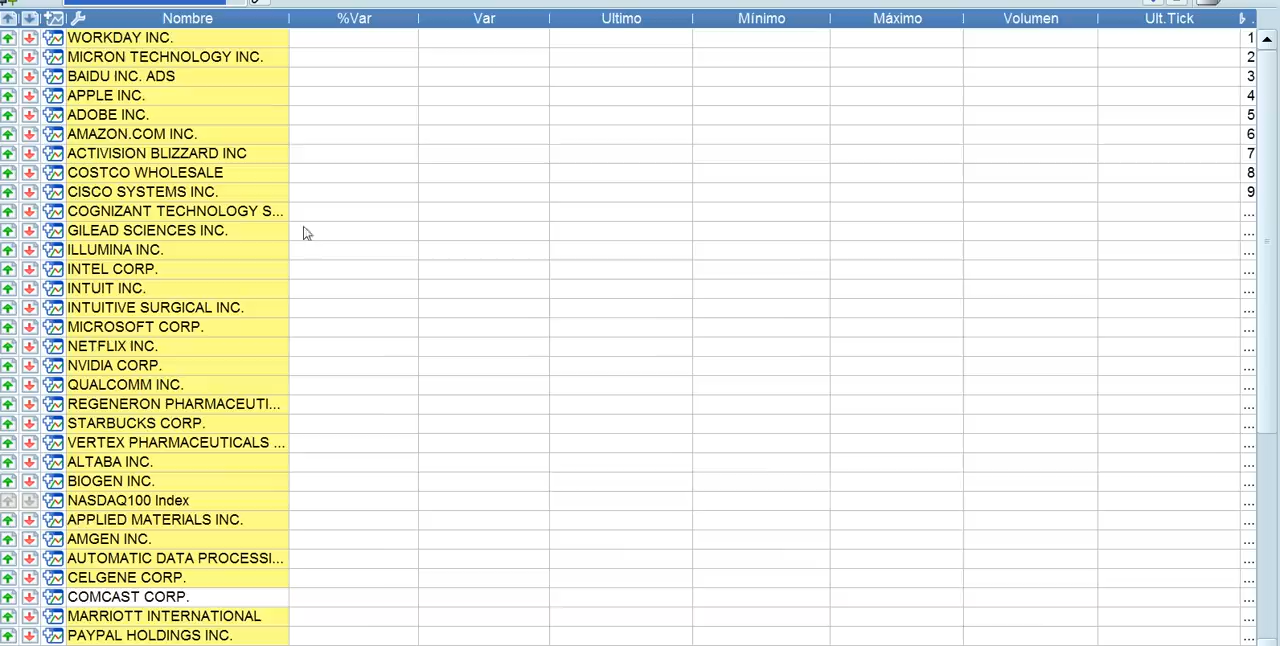 Nombre %Var Var Ultimo Mínimo Máximo Volumen Ult.Tick
WORKDAY INC. 1
MICRON TECHNOLOGY INC. 2
BAIDU INC. ADS 3
APPLE INC. 4
ADOBE INC. 5
AMAZON.COM INC. 6
ACTIVISION BLIZZARD INC 7
COSTCO WHOLESALE 8
CISCO SYSTEMS INC. 9
COGNIZANT TECHNOLOGY S... ...
GILEAD SCIENCES INC. ...
ILLUMINA INC. ...
INTEL CORP. ...
INTUIT INC. ...
INTUITIVE SURGICAL INC. ...
MICROSOFT CORP. ...
NETFLIX INC. ...
NVIDIA CORP. ...
QUALCOMM INC. ...
REGENERON PHARMACEUTI... ...
STARBUCKS CORP. ...
VERTEX PHARMACEUTICALS ... ...
ALTABA INC. ...
BIOGEN INC. ...
NASDAQ100 Index ...
APPLIED MATERIALS INC. ...
AMGEN INC. ...
AUTOMATIC DATA PROCESSI... ...
CELGENE CORP. ...
COMCAST CORP. ...
MARRIOTT INTERNATIONAL ...
PAYPAL HOLDINGS INC. ...